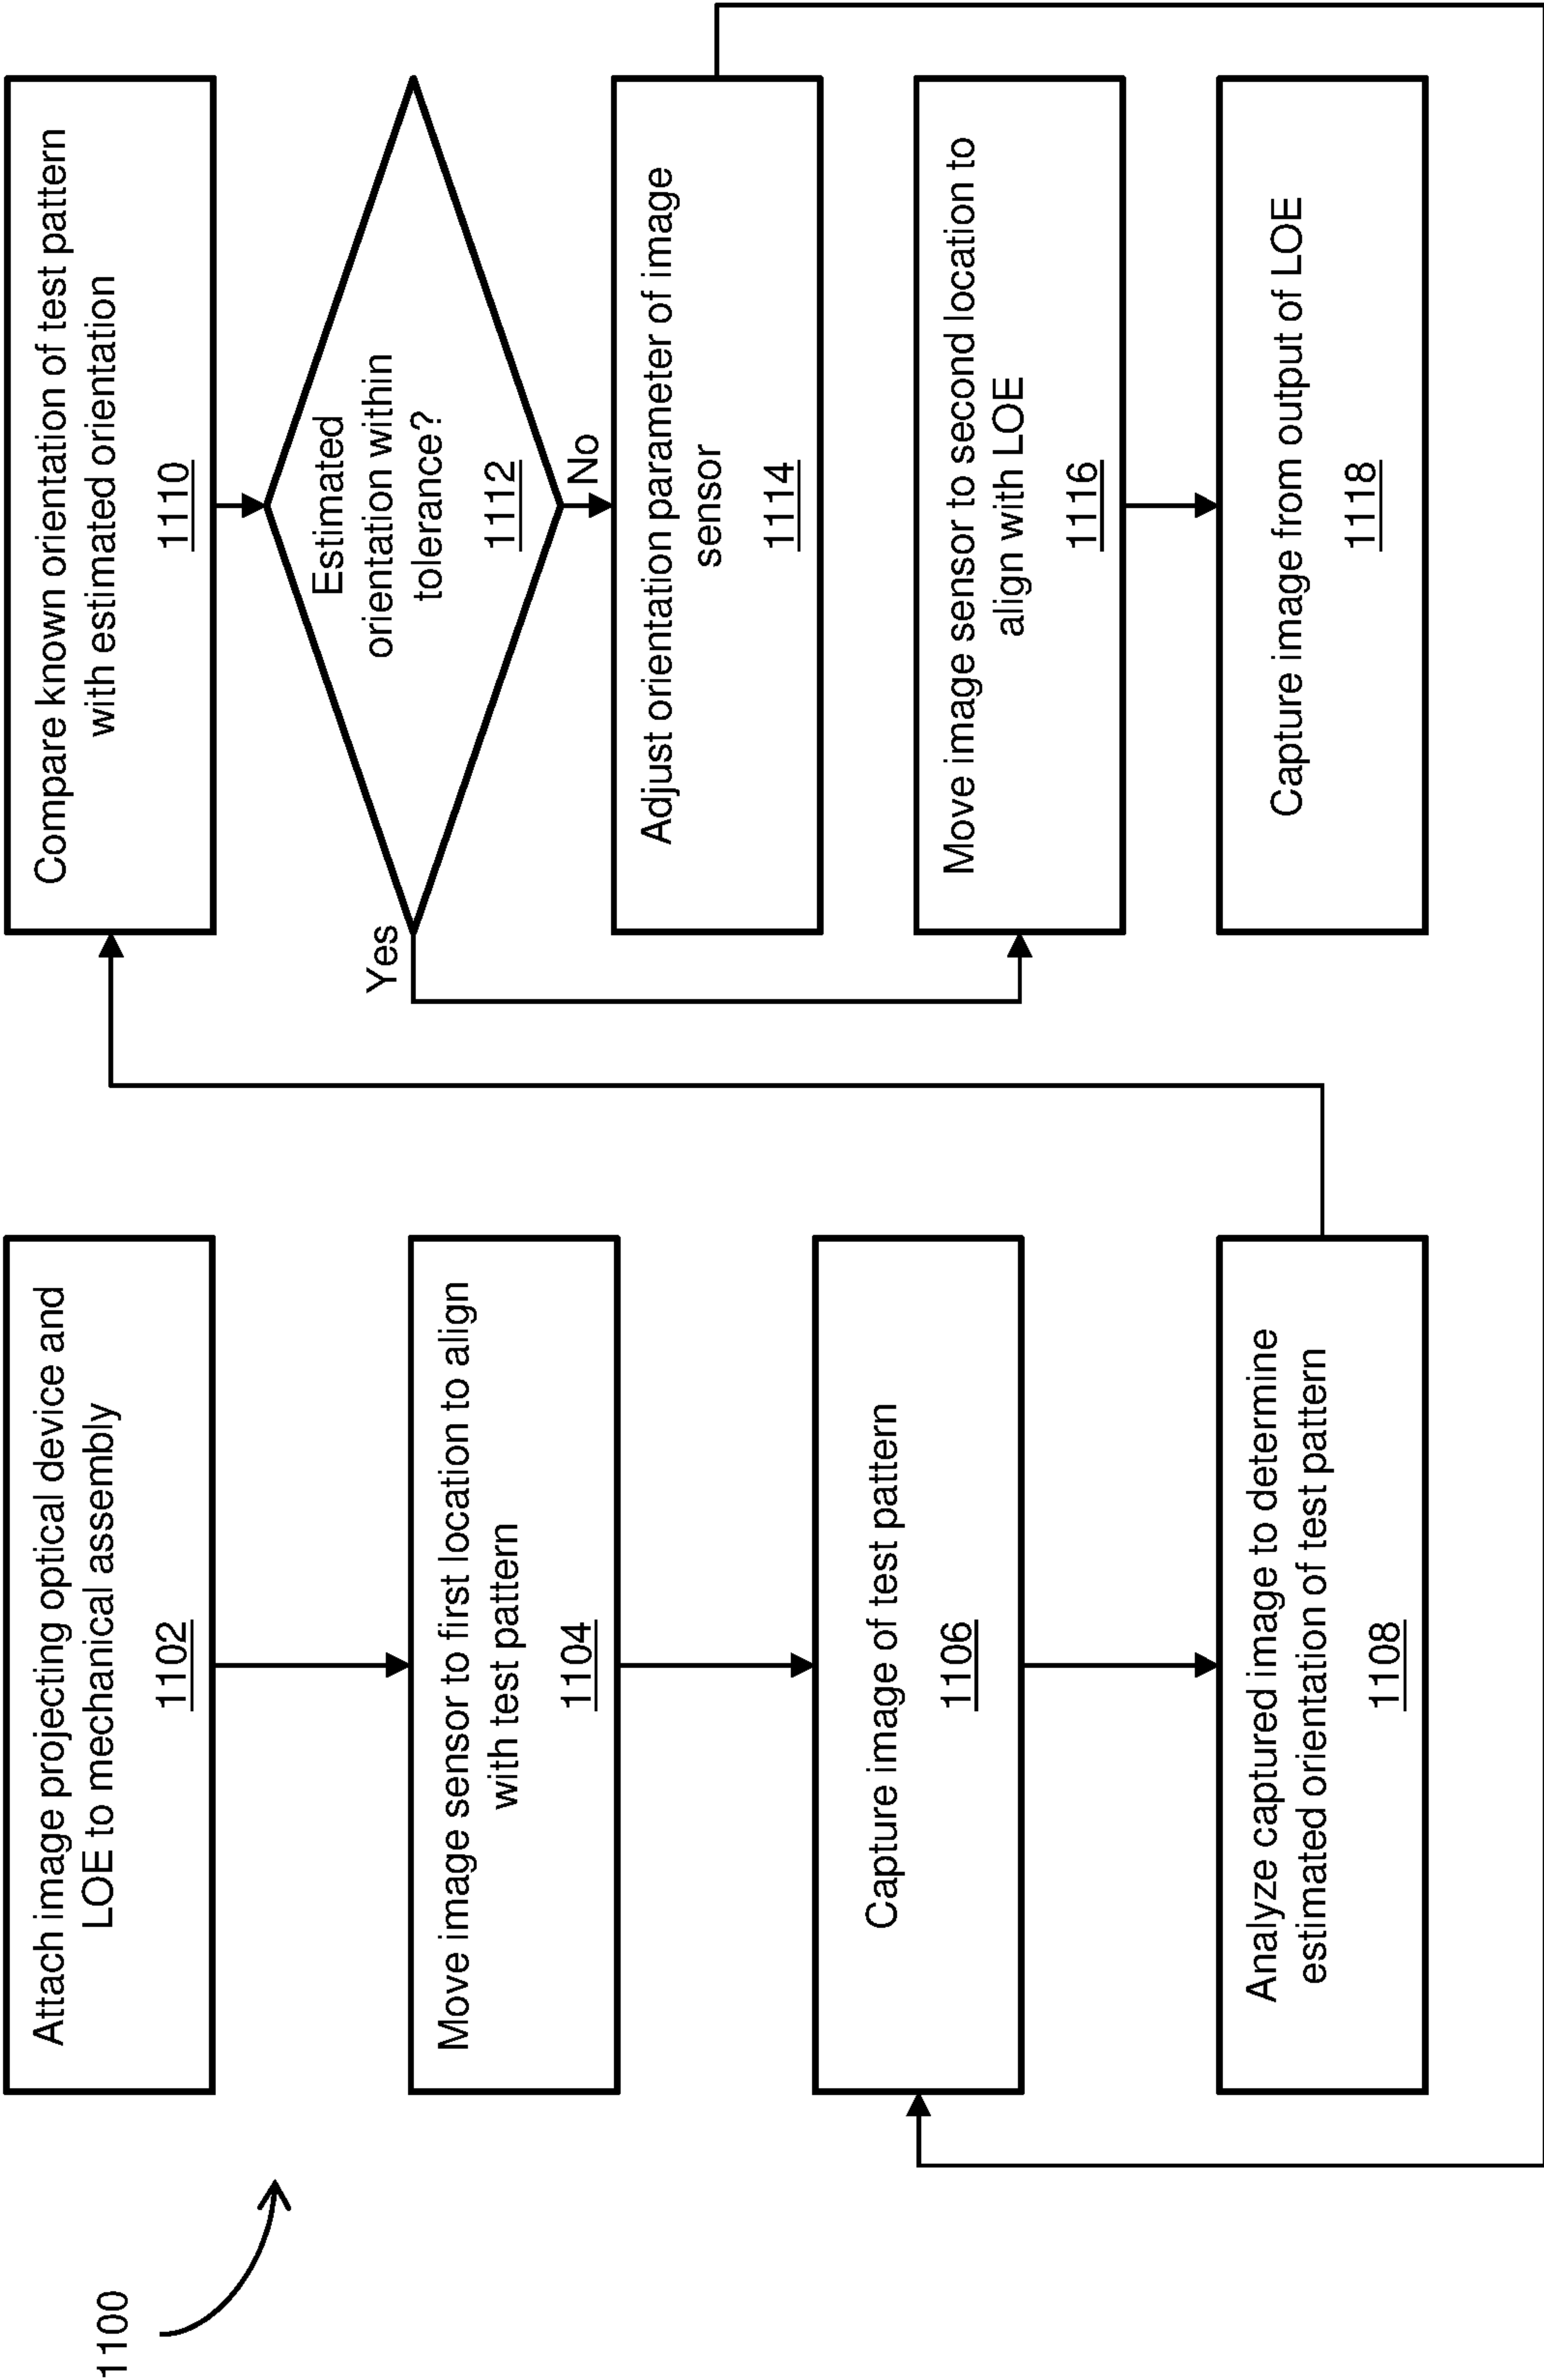 1100
Attach image projecting optical device and
LOE to mechanical assembly
1102
Move image sensor to first location to align
with test pattern
1104
Capture image of test pattern
1106
Analyze captured image to determine
estimated orientation of test pattern
1108
Compare known orientation of test pattern
with estimated orientation
1110
Estimated
orientation within
tolerance?
1112
Yes
No
Adjust orientation parameter of image
sensor
1114
Move image sensor to second location to
align with LOE
1116
Capture image from output of LOE
1118